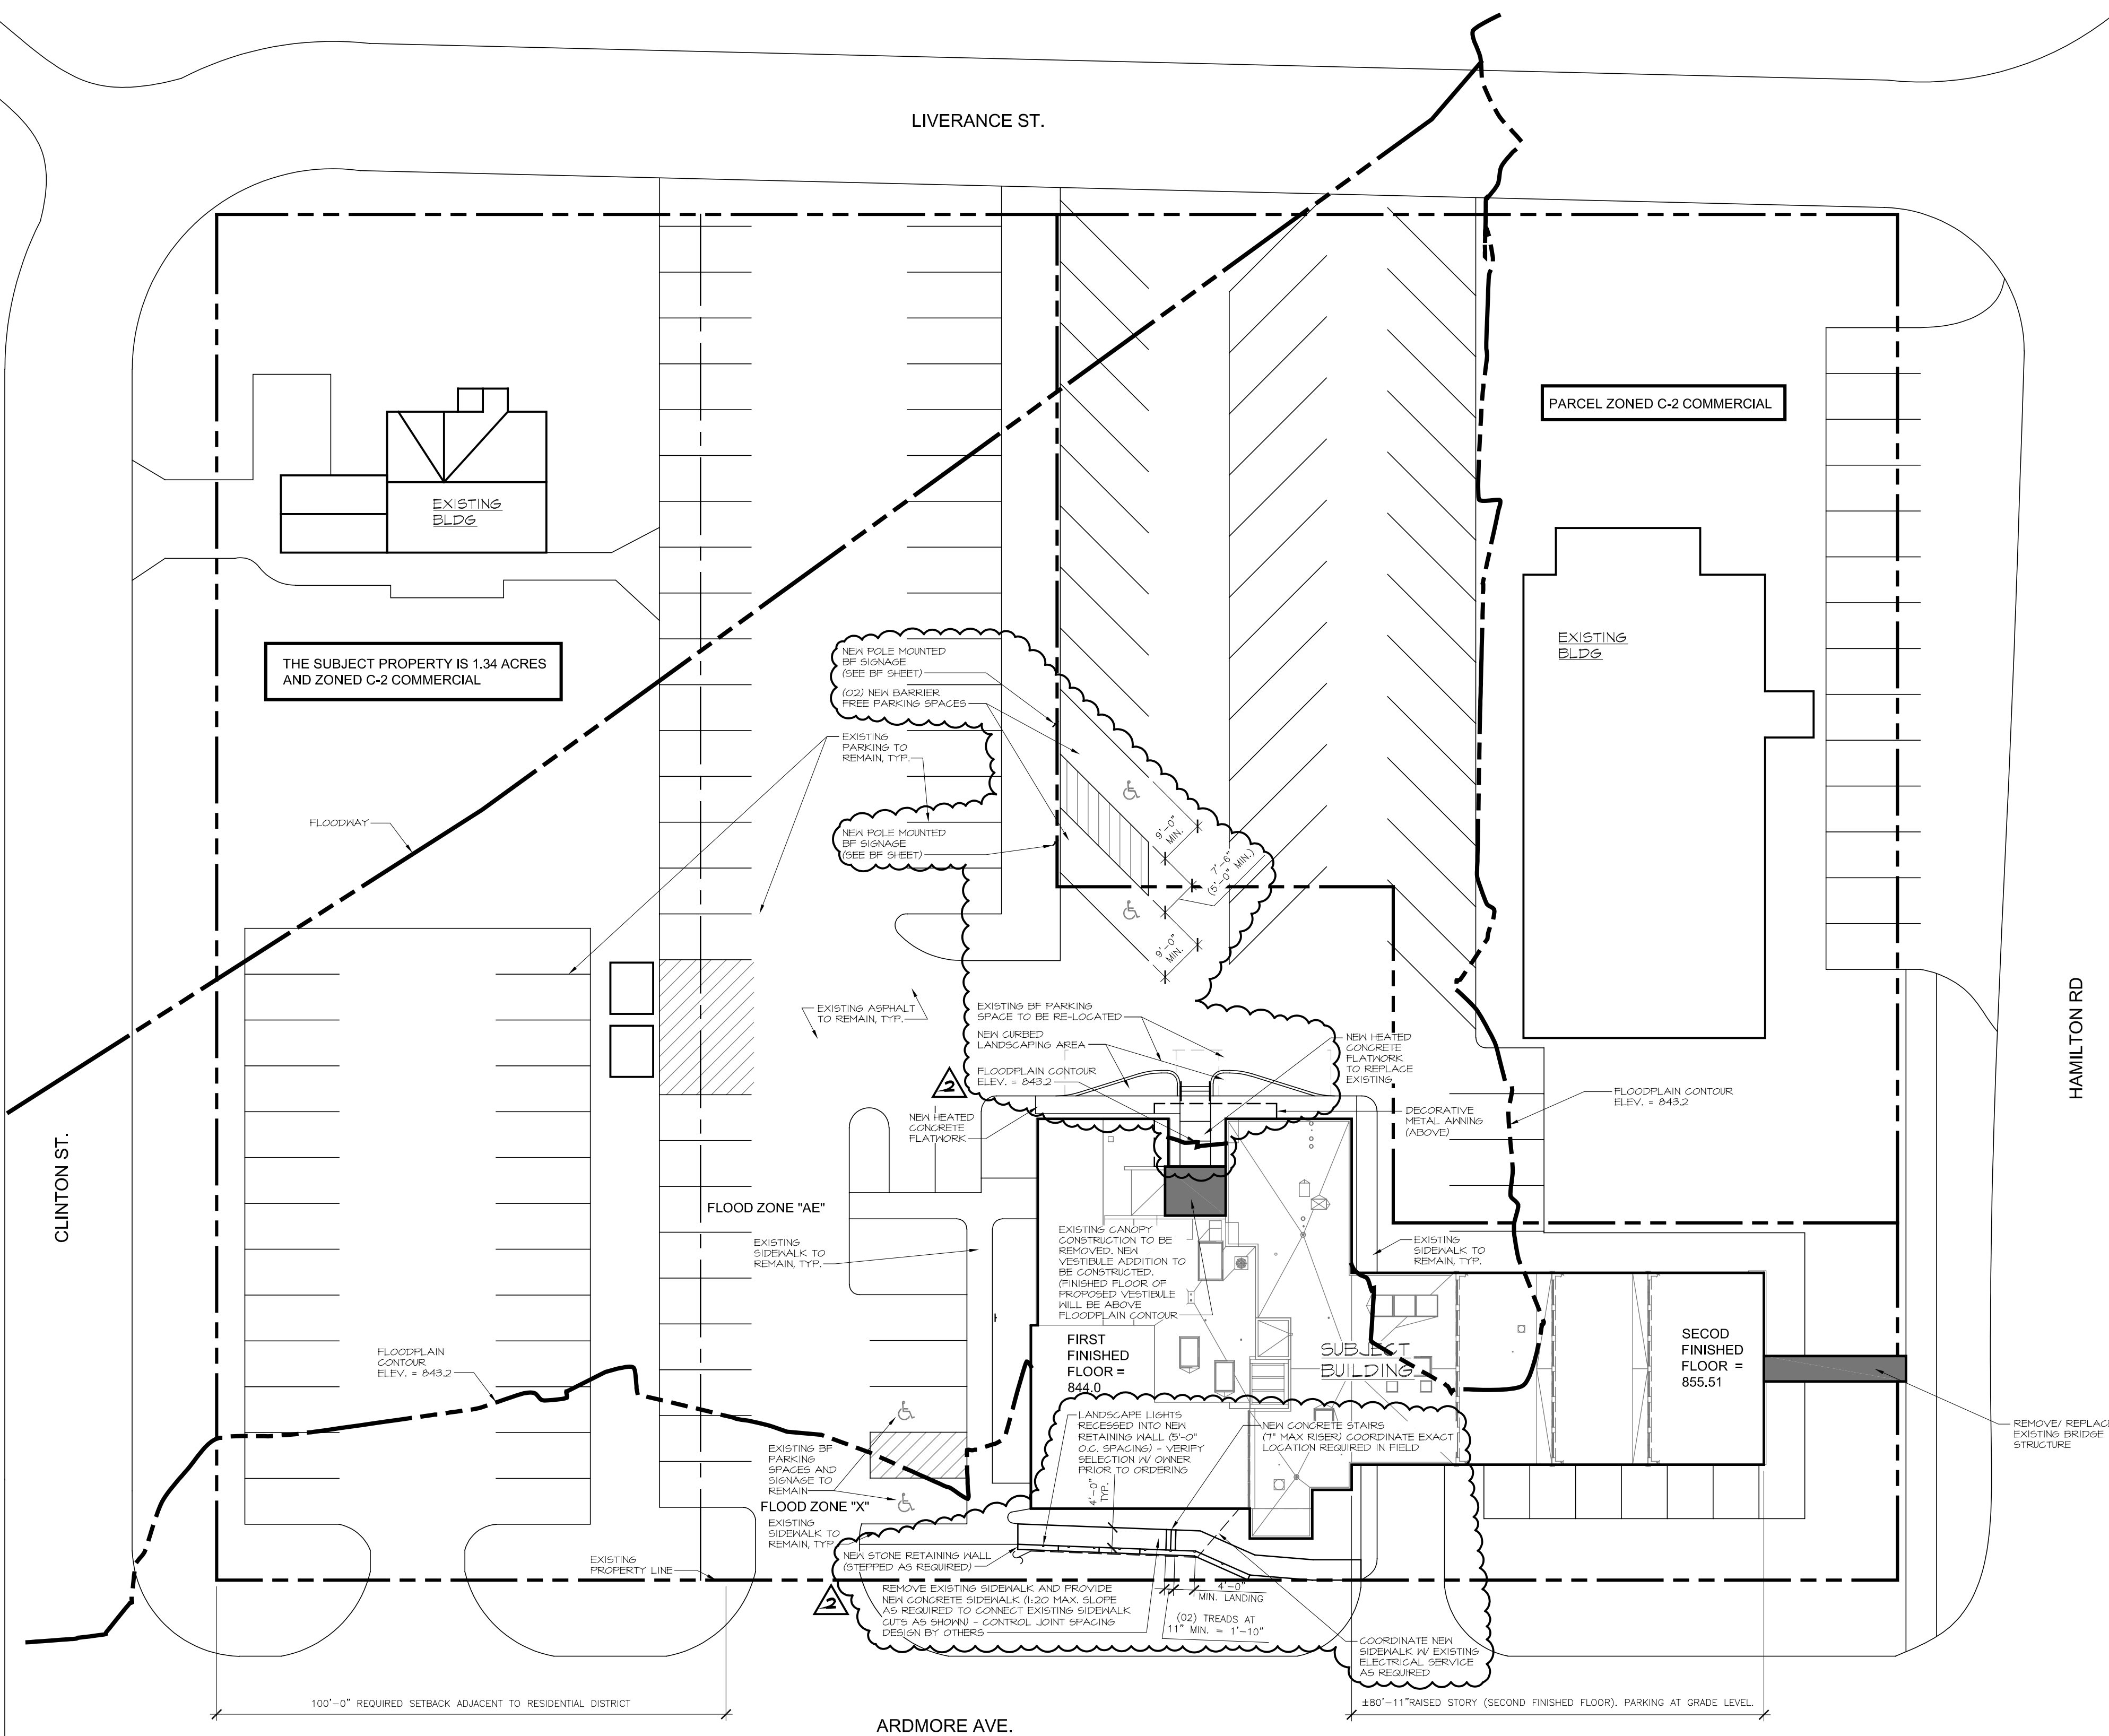 LIVERANCE ST.
PARCEL ZONED C-2 COMMERCIAL
EXISTING
BLDG
EXISTING
BLDG
THE SUBJECT PROPERTY IS 1.34 ACRES
AND ZONED C-2 COMMERCIAL
NEW POLE MOUNTED
BF SIGNAGE
(SEE BF SHEET)
(02) NEW BARRIER
FREE PARKING SPACES
EXISTING
PARKING TO
REMAIN, TYP.
FLOODWAY
NEW POLE MOUNTED
BF SIGNAGE
(SEE BF SHEET)
9'-0"
MIN.
7'-6"
(5'-0" MIN.)
9'-0"
MIN.
EXISTING ASPHALT
TO REMAIN, TYP.
EXISTING BF PARKING
SPACE TO BE RE-LOCATED
NEW CURBED
LANDSCAPING AREA
FLOODPLAIN CONTOUR
ELEV. = 843.2
NEW HEATED
CONCRETE
FLATWORK
TO REPLACE
EXISTING
HAMILTON RD
2
NEW HEATED
CONCRETE
FLATWORK
DECORATIVE
METAL AWNING
(ABOVE)
FLOODPLAIN CONTOUR
ELEV. = 843.2
CLINTON ST.
FLOOD ZONE "AE"
EXISTING
SIDEWALK TO
REMAIN, TYP.
EXISTING CANOPY
CONSTRUCTION TO BE
REMOVED. NEW
VESTIBULE ADDITION TO
BE CONSTRUCTED.
(FINISHED FLOOR OF
PROPOSED VESTIBULE
WILL BE ABOVE
FLOODPLAIN CONTOUR
EXISTING
SIDEWALK TO
REMAIN, TYP.
FIRST
FINISHED
FLOOR =
844.0
SUBJECT
BUILDING
SECOD
FINISHED
FLOOR =
855.51
FLOODPLAIN
CONTOUR
ELEV. = 843.2
REMOVE/ REPLACE
EXISTING BRIDGE
STRUCTURE
LANDSCAPE LIGHTS
RECESSED INTO NEW
RETAINING WALL (5'-0"
O.C. SPACING) - VERIFY
SELECTION W/ OWNER
PRIOR TO ORDERING
NEW CONCRETE STAIRS
(7" MAX RISER) COORDINATE EXACT
LOCATION REQUIRED IN FIELD
4'-0"
TYP.
EXISTING BF
PARKING
SPACES AND
SIGNAGE TO
REMAIN
FLOOD ZONE "X"
EXISTING
SIDEWALK TO
REMAIN, TYP.
NEW STONE RETAINING WALL
(STEPPED AS REQUIRED)
EXISTING
PROPERTY LINE
2
REMOVE EXISTING SIDEWALK AND PROVIDE
NEW CONCRETE SIDEWALK (1:20 MAX. SLOPE
AS REQUIRED TO CONNECT EXISTING SIDEWALK
CUTS AS SHOWN) - CONTROL JOINT SPACING
DESIGN BY OTHERS
4'-0"
MIN. LANDING
(02) TREADS AT
11" MIN. = 1'-10"
COORDINATE NEW
SIDEWALK W/ EXISTING
ELECTRICAL SERVICE
AS REQUIRED
100'-0" REQUIRED SETBACK ADJACENT TO RESIDENTIAL DISTRICT
±80'-11"RAISED STORY (SECOND FINISHED FLOOR). PARKING AT GRADE LEVEL.
ARDMORE AVE.